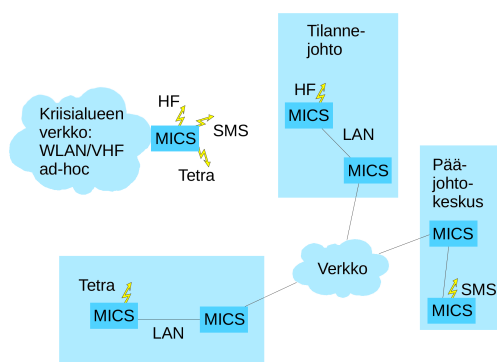 Tilanne-
johto
HF
MICS
LAN
MICS
Kriisialueen
verkko:
WLAN/VHF
ad-hoc
HF
MICS
SMS
Tetra
Pää-
johto-
keskus
MICS
SMS
MICS
Verkko
Tetra
MICS
LAN
MICS